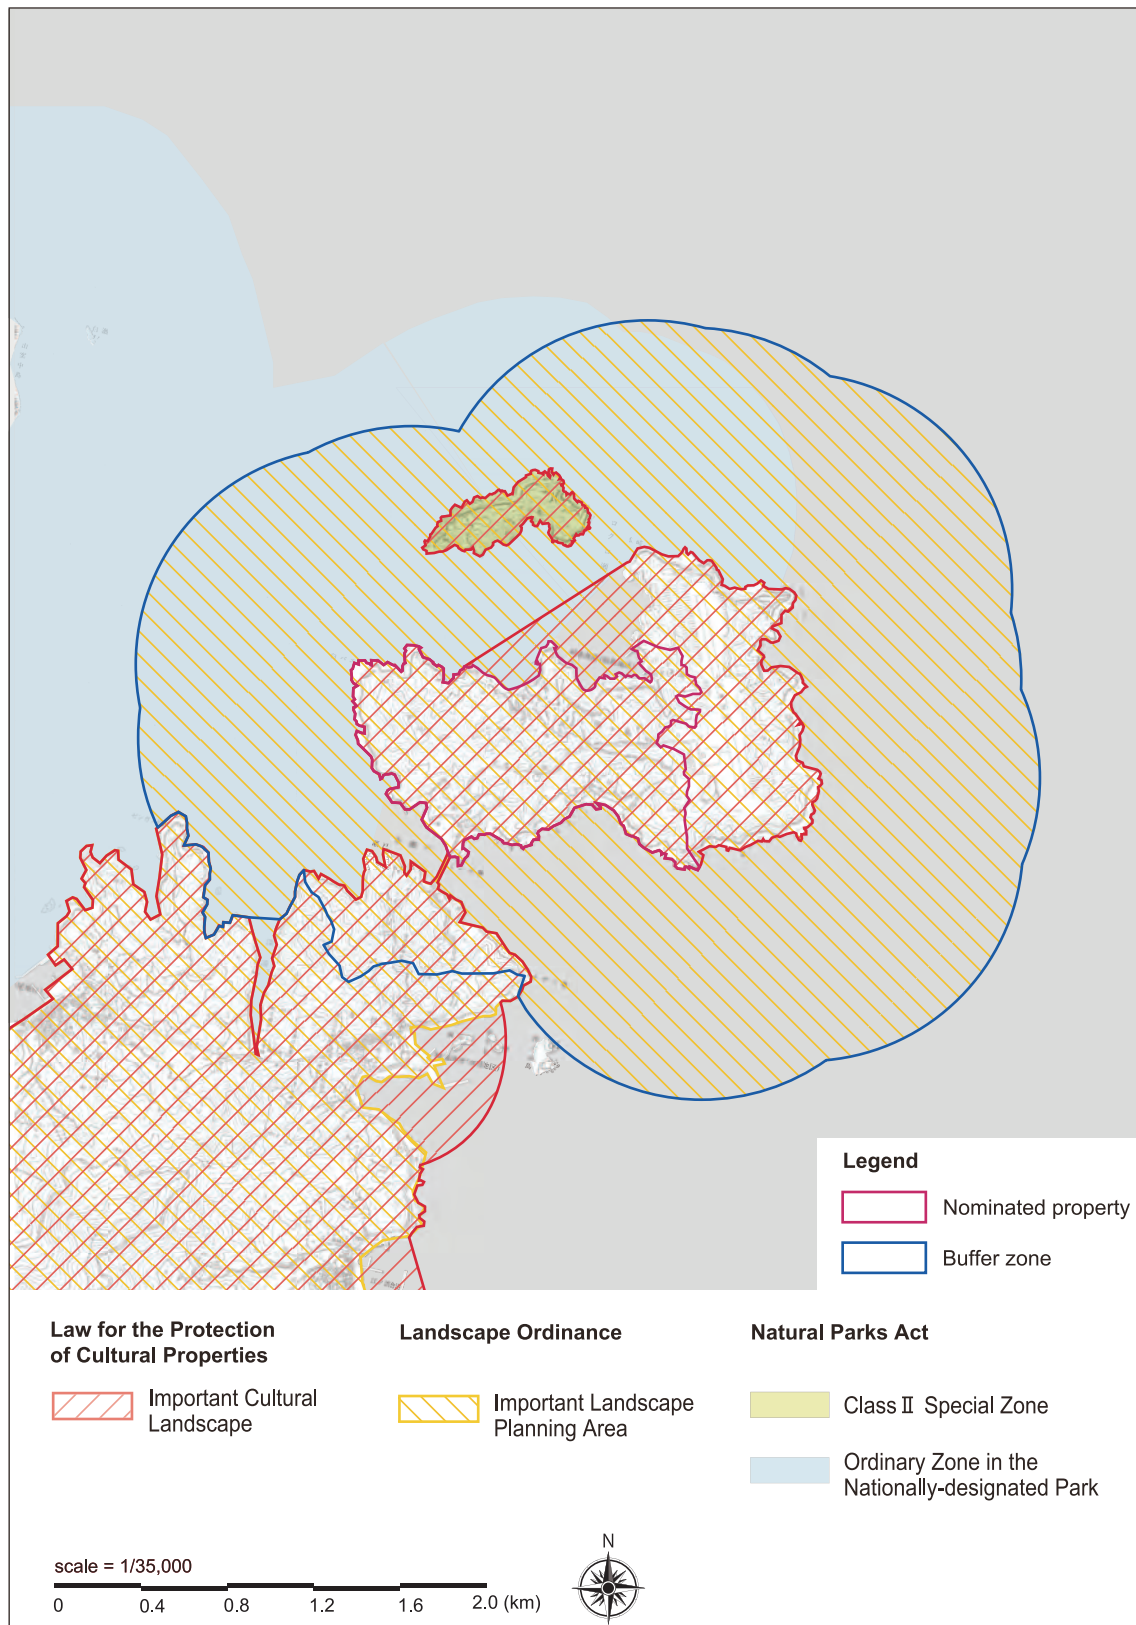 Legend
Nominated property
Buffer zone
Law for the Protection
of Cultural Properties
Important Cultural
Landscape
Landscape Ordinance
Important Landscape
Planning Area
Natural Parks Act
Class Ⅱ Special Zone
Ordinary Zone in the
Nationally-designated Park
scale = 1/35,000
0 0.4 0.8 1.2 1.6 2.0 (km)
N